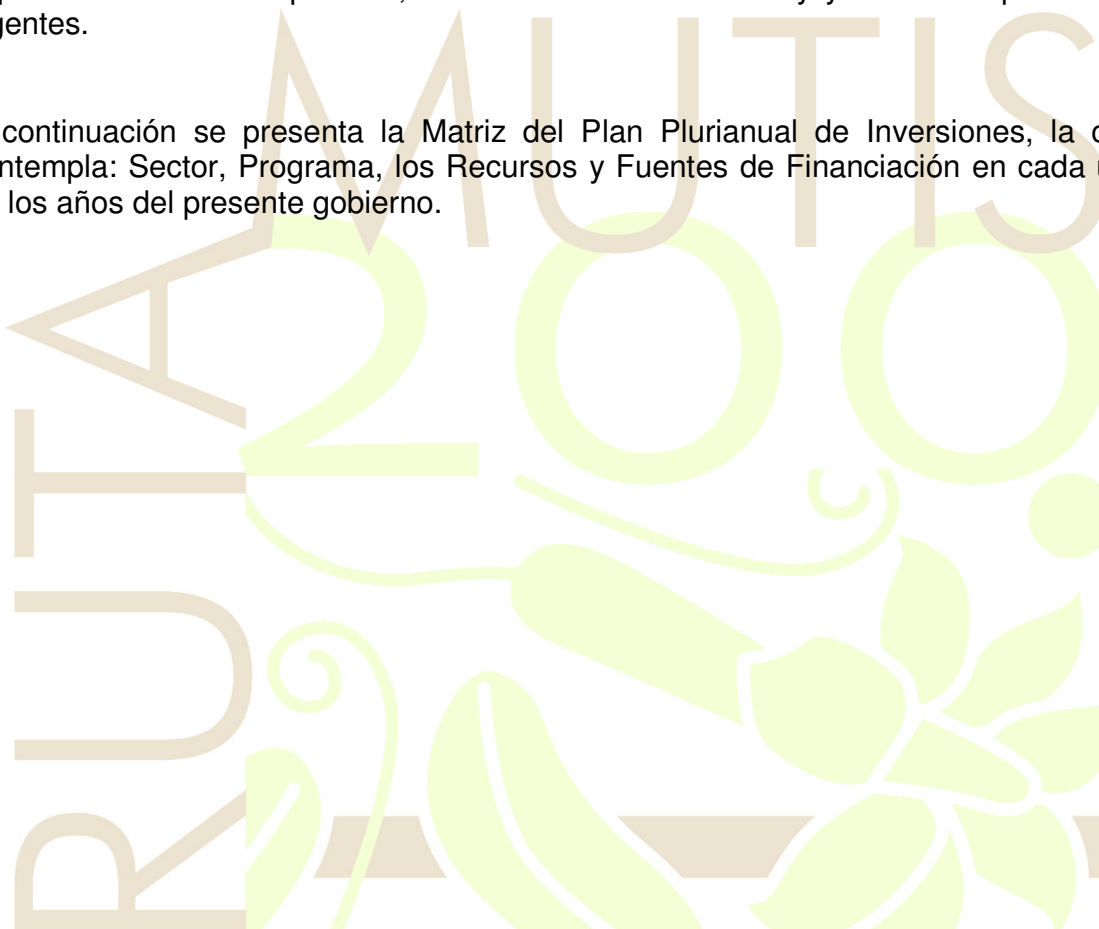 gentes.
continuación se presenta la Matriz del Plan Plurianual de Inversiones, la
ntempla: Sector, Programa, los Recursos y Fuentes de Financiación en cada
los años del presente gobierno.
RUTA
MUTIS
200